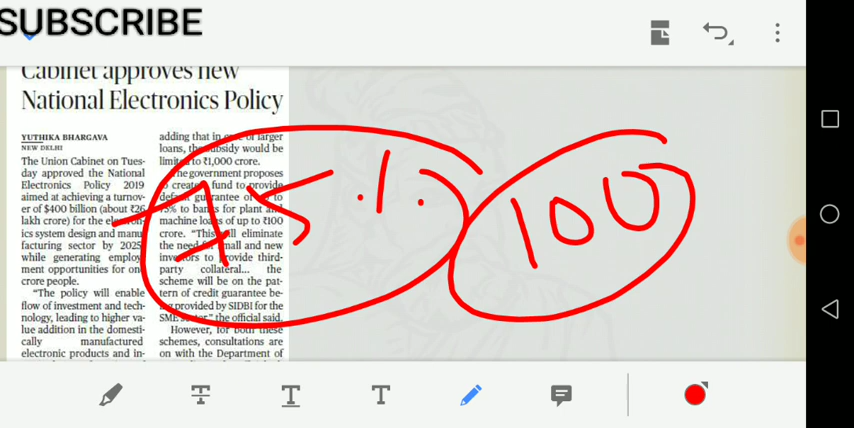 SUBSCRIBE
Cabinet approves new
National Electronics Policy
YUTHIKA BHARGAVA
NEW DELHI
The Union Cabinet on Tues-
day approved the National
Electronics Policy 2019
aimed at achieving a turnov-
er of $400 billion (about ₹26
lakh crore) for the
ics system design and manu
facturing sector by 2025
while generating employ
ment opportunities for
crore people.
"The policy will enable
flow of investment and tech-
nology, leading to higher va-
lue addition in the domesti-
cally manufactured
electronic products and in-
adding that in of larger
loans, the subsidy would be
limited to ₹1,000 crore.
The government proposes
create fund to provide
guarantee of to
75% to banks for plant
machine loans of up to ₹100
crore. "This will eliminate
the need small and new
to provide third-
party collateral... the
scheme will be on the pat-
tern of credit guarantee be-
ing provided by SIDBI for the
SME sector," the official said.
However, for both these
schemes, consultations are
on with the Department of
75 %
100